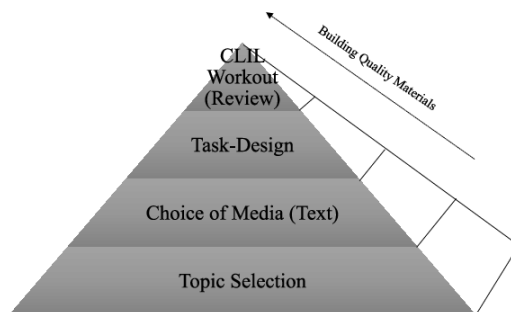 Building Quality Materials
CLIL
Workout
(Review)
Task-Design
Choice of Media (Text)
Topic Selection